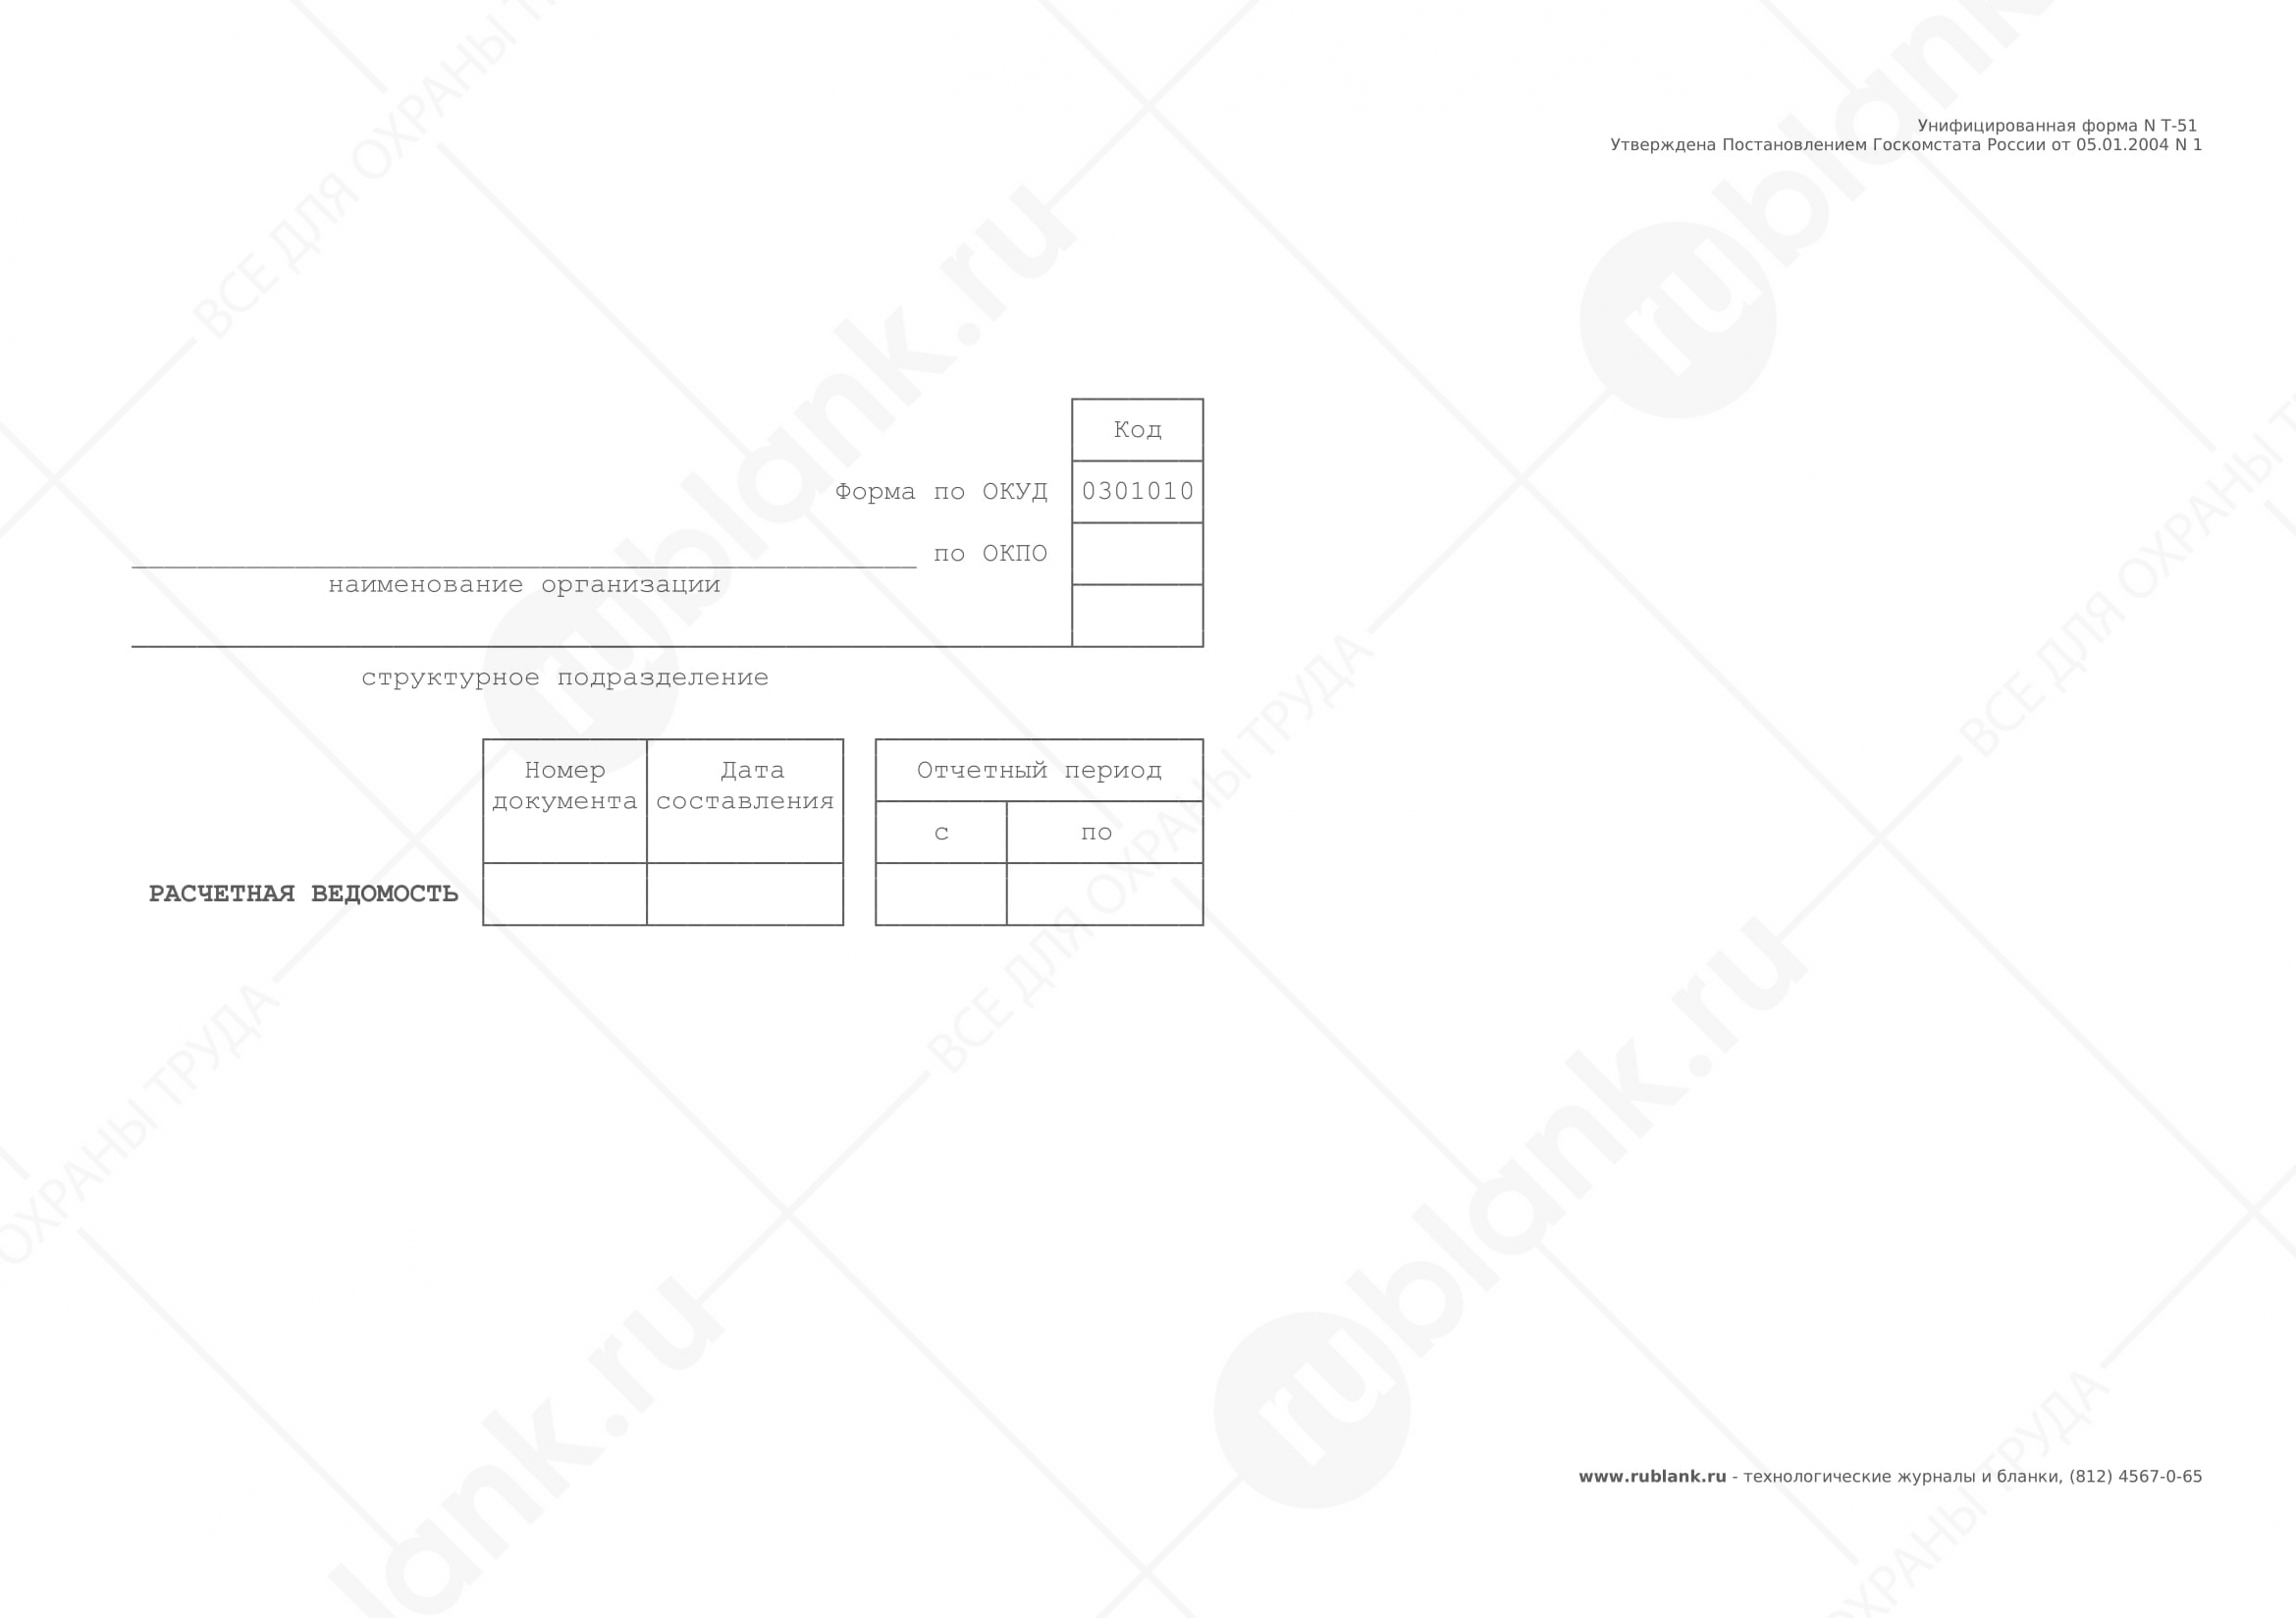 Унифицированная форма N Т-51
Утверждена Постановлением Госкомстата России от 05.01.2004 N 1
Код
Форма по ОКУД 0301010
по ОКПО
наименование организации
структурное подразделение
Номер документа
Дата составления
Отчетный период
с по
РАСЧЕТНАЯ ВЕДОМОСТЬ
www.rublank.ru - технологические журналы и бланки, (812) 4567-0-65
rublank.ru
ВСЕ ДЛЯ ОХРАНЫ ТРУДА